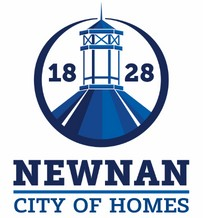 18 28
NEWNAN
CITY OF HOMES